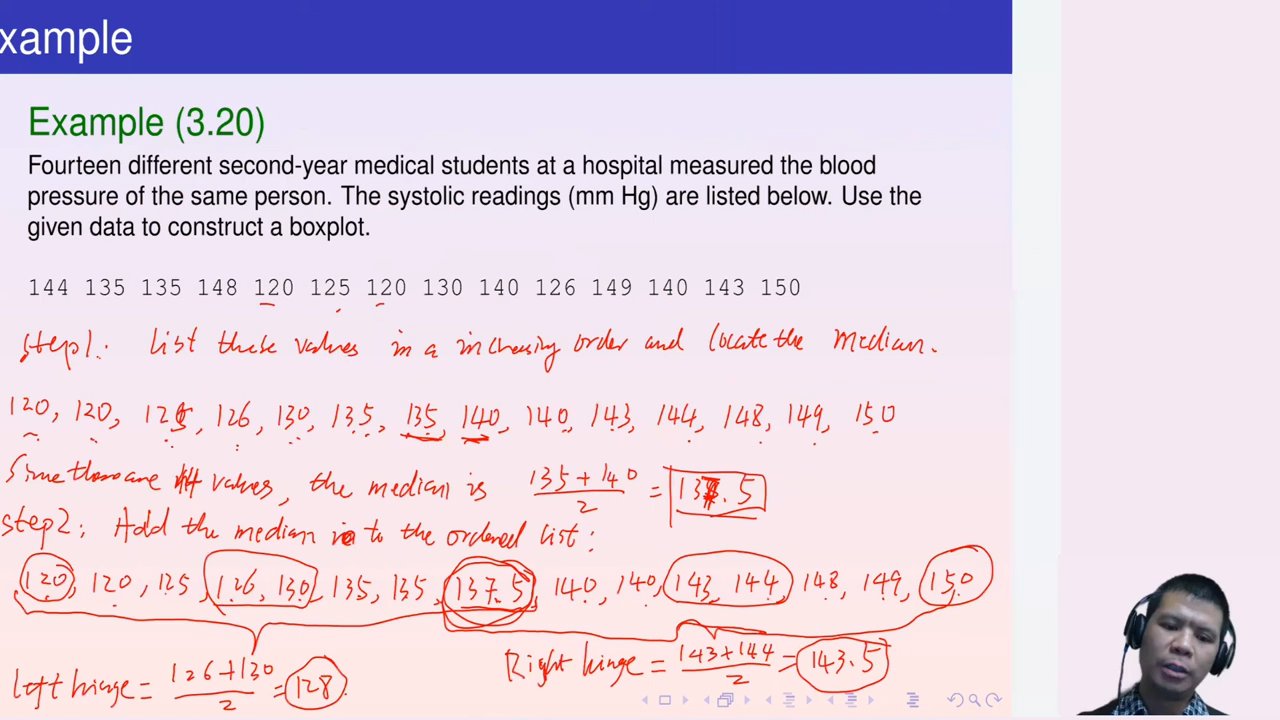 xample
Example (3.20)
Fourteen different second-year medical students at a hospital measured the blood
pressure of the same person. The systolic readings (mm Hg) are listed below. Use the
given data to construct a boxplot.
144 135 135 148 120 125 120 130 140 126 149 140 143 150
Step1: List these values in a increasing order and locate the Median.
120, 120, 125, 126, 130, 135, 135, 140, 140, 143, 144, 148, 149, 150
Since there are 14 values, the median is 135+140/2 = 137.5
Step2: Add the median to the ordered list:
120, 120, 125, 126, 130, 135, 135, 137.5, 140, 140, 143, 144, 148, 149, 150
Left hinge = 126+130/2 = 128.
Right hinge = 143+144/2 = 143.5